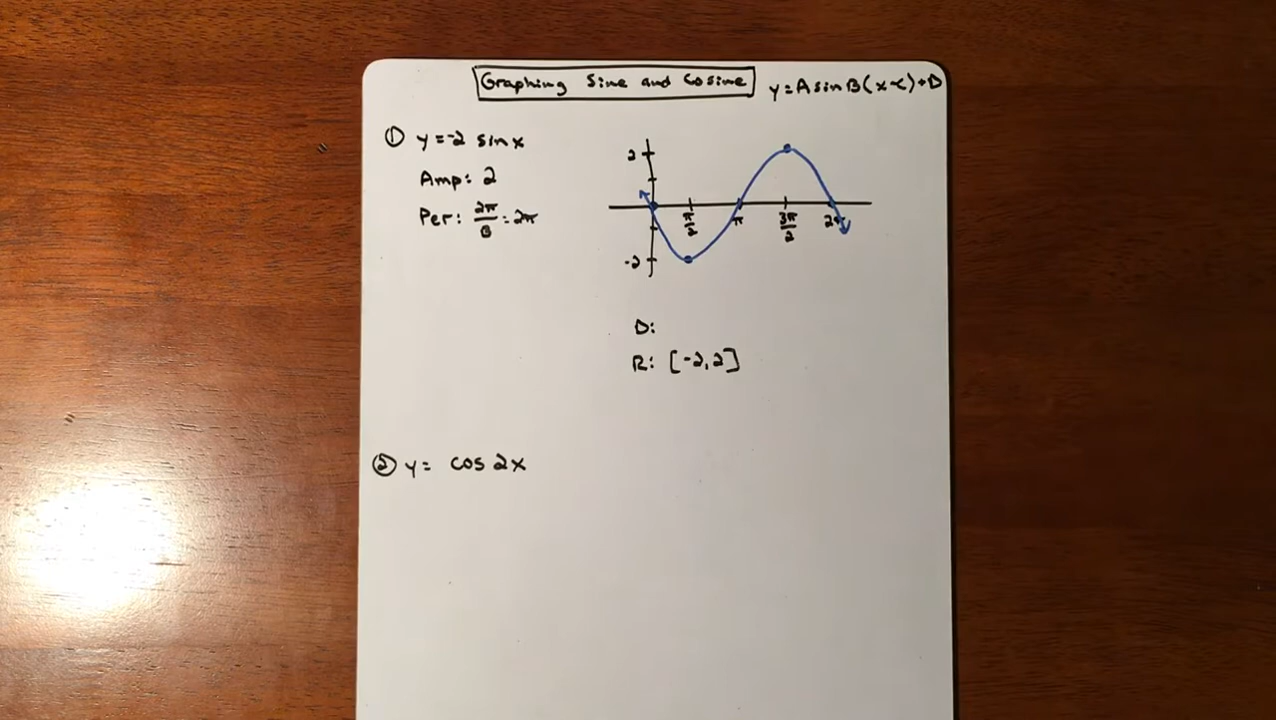 Graphing Sine and Cosine
y = A sin B(x-c)+D
① y = -2 sin x
Amp: 2
Per: 2π/B = 2π
2
-2
π/2 π 3π/2 2π
D:
R: [-2,2]
② y = cos 2x